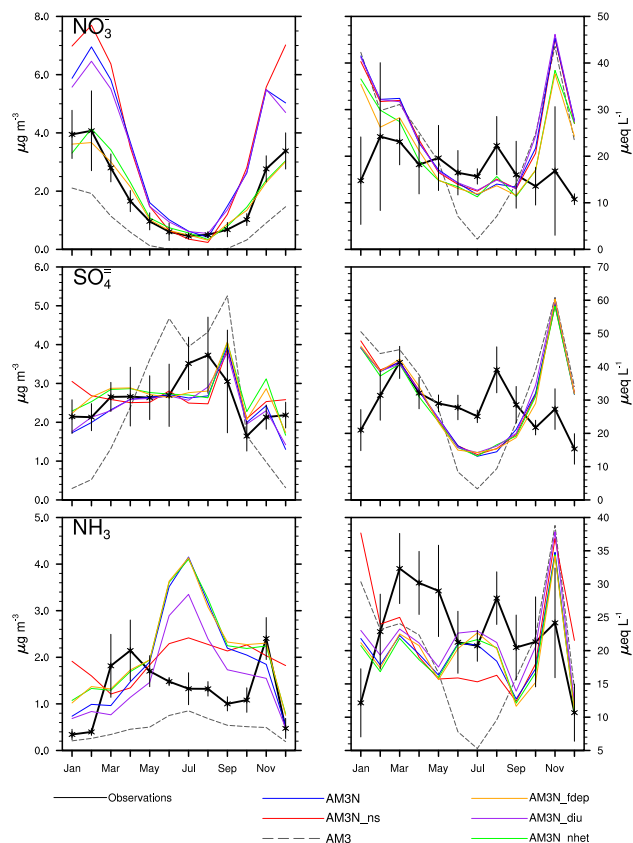 NO₃⁻
8.0
6.0
4.0
2.0
0.0
μg m⁻³
50
40
30
20
10
0
μeq L⁻¹
SO₄⁼
6.0
5.0
4.0
3.0
2.0
1.0
0.0
μg m⁻³
70
60
50
40
30
20
10
0
μeq L⁻¹
NH₃
5.0
4.0
3.0
2.0
1.0
0.0
μg m⁻³
40
35
30
25
20
15
10
5
μeq L⁻¹
Jan Mar May Jul Sep Nov
Jan Mar May Jul Sep Nov
Observations AM3N AM3N_fdep
AM3N_ns AM3N_diu
AM3 AM3N_nhet